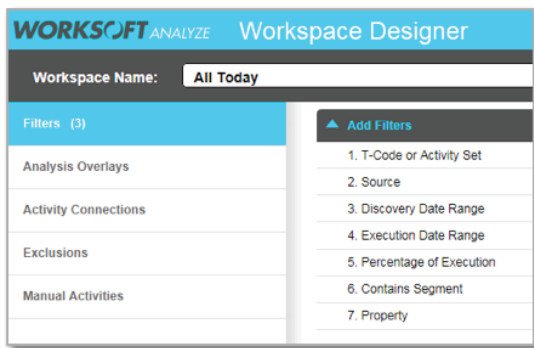 WORKSOFT ANALYZE Workspace Designer
Workspace Name: All Today
Filters (3)
Analysis Overlays
Activity Connections
Exclusions
Manual Activities
Add Filters
1. T-Code or Activity Set
2. Source
3. Discovery Date Range
4. Execution Date Range
5. Percentage of Execution
6. Contains Segment
7. Property